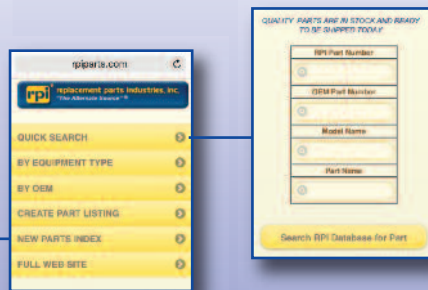 rpiparts.com
rpi replacement parts industries, inc.
"The Alternate Source"®
QUICK SEARCH
BY EQUIPMENT TYPE
BY OEM
CREATE PART LISTING
NEW PARTS INDEX
FULL WEB SITE
QUALITY PARTS ARE IN STOCK AND READY
TO BE SHIPPED TODAY
RPI Part Number
OEM Part Number
Model Name
Part Name
Search RPI Database for Part